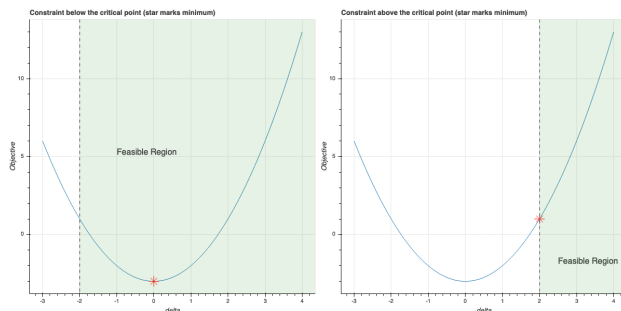 Constraint below the critical point (star marks minimum)
10
5
0
Objective
Feasible Region
-3 -2 -1 0 1 2 3 4
delta
Constraint above the critical point (star marks minimum)
10
5
0
Objective
Feasible Region
-3 -2 -1 0 1 2 3 4
delta